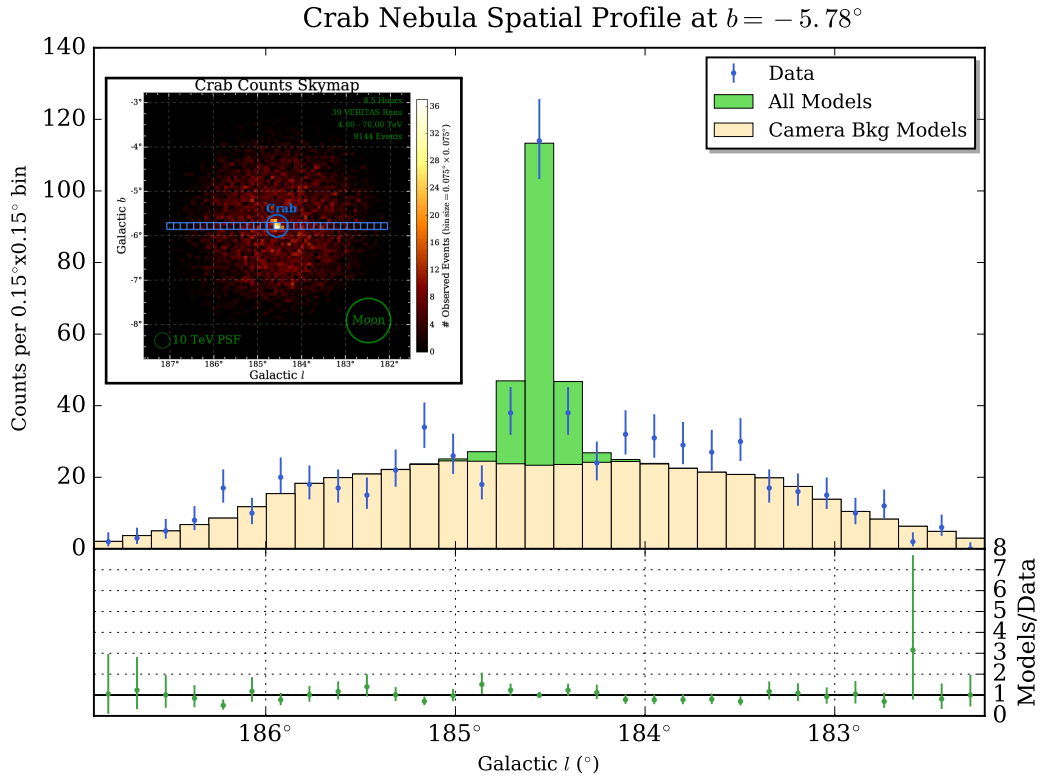 Crab Nebula Spatial Profile at b = −5.78°
Counts per 0.15°x0.15° bin
140
120
100
80
60
40
20
0
Data
All Models
Camera Bkg Models
Crab Counts Skymap
8.5 Hours
39 VERITAS Runs
4.00 - 70.00 TeV
9144 Events
Crab
Moon
10 TeV PSF
Galactic b
-3°
-4°
-5°
-6°
-7°
-8°
187°
186°
185°
184°
183°
182°
Galactic l
36
32
28
24
20
16
12
8
4
0
# Observed Events (bin size = 0.075° × 0.075°)
8
7
6
5
4
3
2
1
0
Models/Data
186°
185°
184°
183°
Galactic l (°)